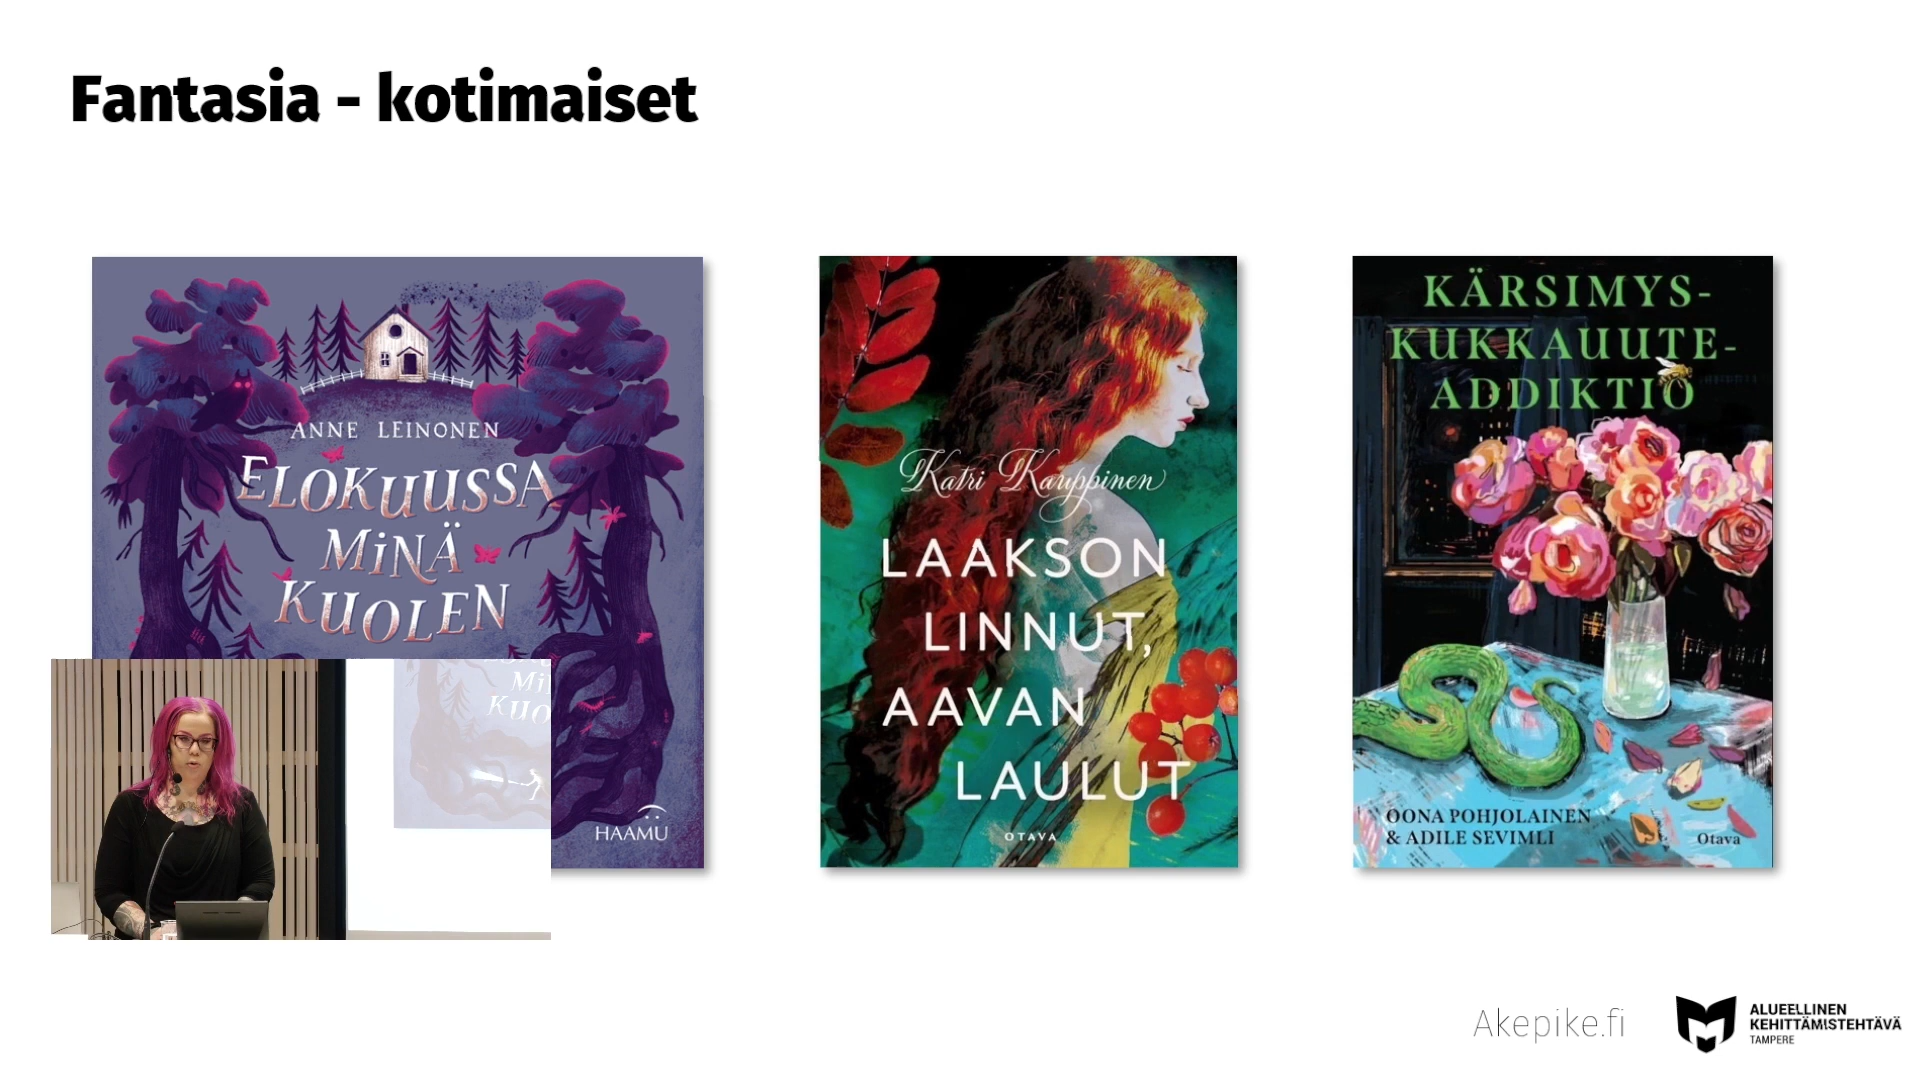 Fantasia - kotimaiset
ANNE LEINONEN
ELOKUUSSA
MINÄ
KUOLEN
HAAMU
Katri Kauppinen
LAAKSON
LINNUT,
AAVAN
LAULUT
OTAVA
KÄRSIMYS-
KUKKAUUTE-
ADDIKTIO
OONA POHJOLAINEN
& ADILE SEVIMLI
Otava
Akepike.fi
ALUEELLINEN
KEHITTÄMISTEHTÄVÄ
TAMPERE